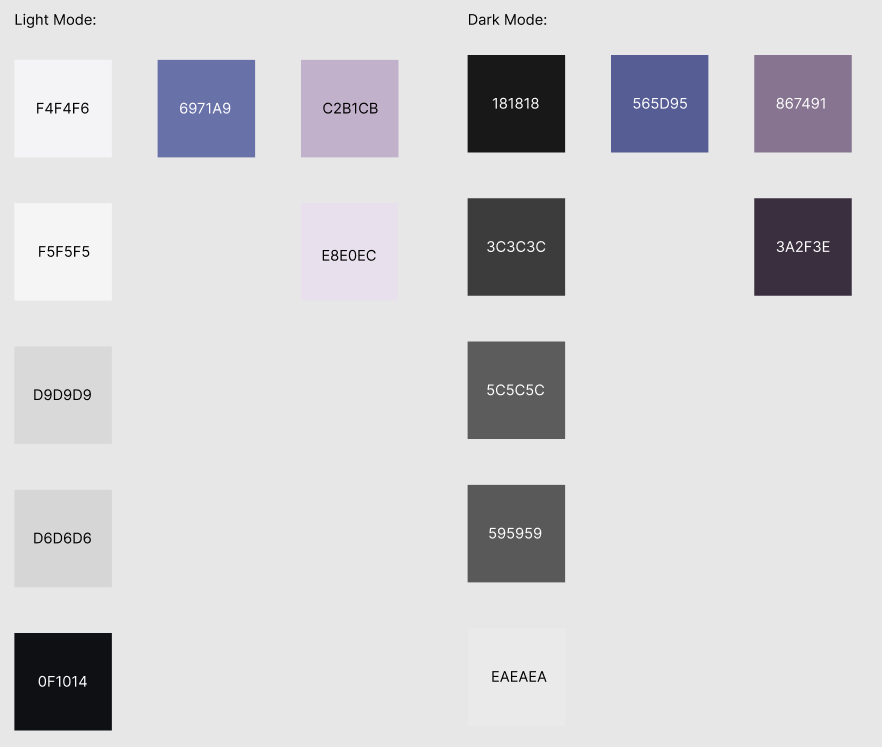 Light Mode:
F4F4F6
6971A9
C2B1CB
F5F5F5
E8E0EC
D9D9D9
D6D6D6
0F1014
Dark Mode:
181818
565D95
867491
3C3C3C
3A2F3E
5C5C5C
595959
EAEAEA